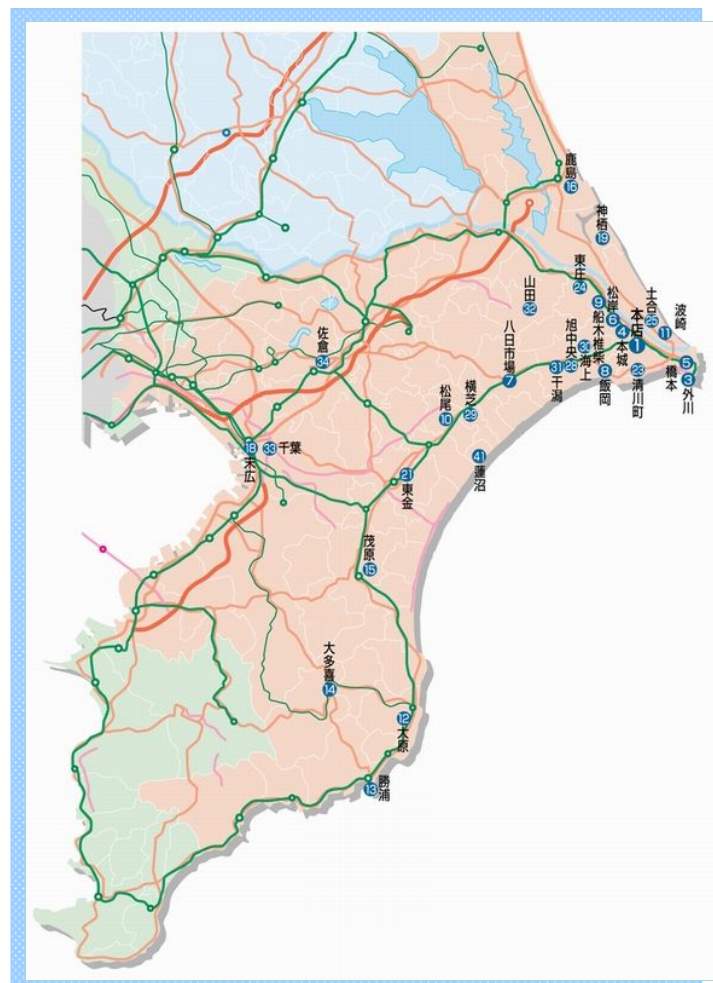 鹿島
16
神栖
19
東庄
24
山田
32
松岸
9
船木椎柴
6
土合
25
波崎
11
本店
1
本城
4
佐倉
34
八日市場
7
旭中央
26
海上
30
干潟
31
飯岡
8
清川町
23
橋本
5
外川
3
松尾
10
横芝
29
千葉
33
末広
18
東金
21
蓮沼
41
茂原
15
大多喜
14
大原
12
勝浦
13